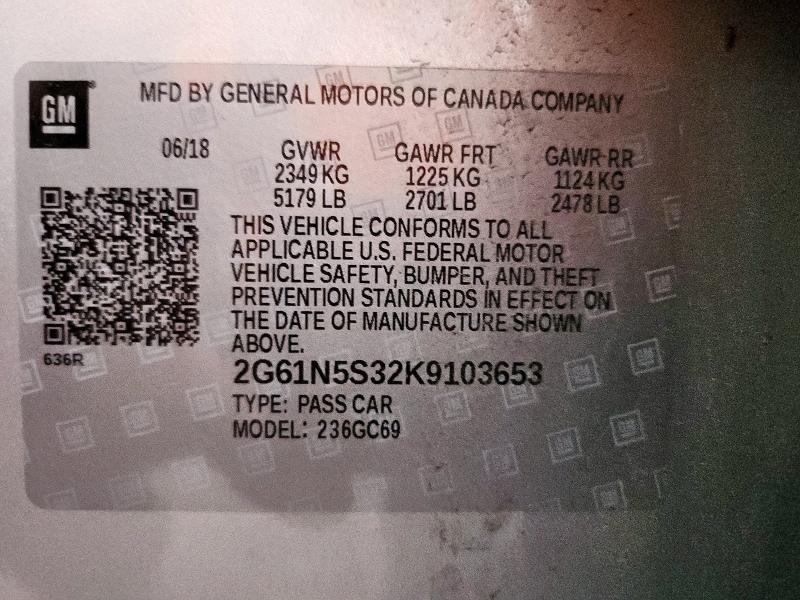 GM
MFD BY GENERAL MOTORS OF CANADA COMPANY
06/18 GVWR GAWR FRT GAWR RR
2349 KG 1225 KG 1124 KG
5179 LB 2701 LB 2478 LB
THIS VEHICLE CONFORMS TO ALL
APPLICABLE U.S. FEDERAL MOTOR
VEHICLE SAFETY, BUMPER, AND THEFT
PREVENTION STANDARDS IN EFFECT ON
THE DATE OF MANUFACTURE SHOWN
ABOVE.
636R
2G61N5S32K9103653
TYPE: PASS CAR
MODEL: 236GC69